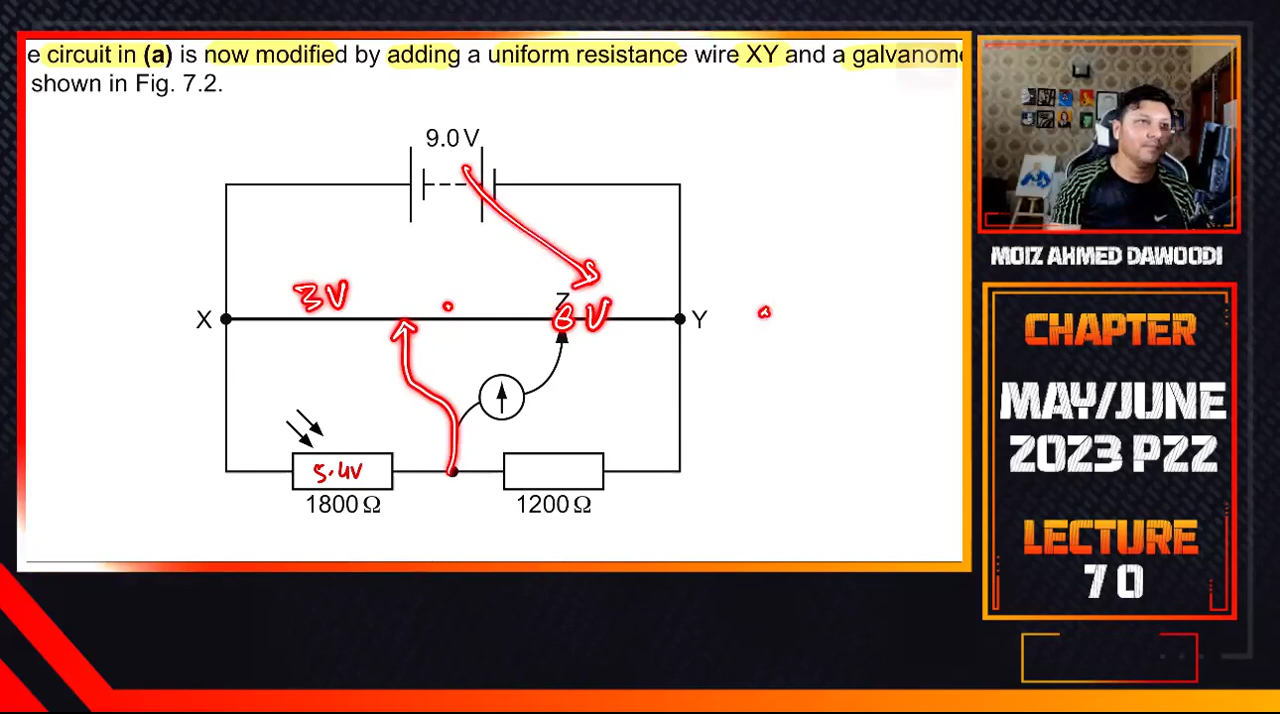 e circuit in (a) is now modified by adding a uniform resistance wire XY and a galvanome
shown in Fig. 7.2.
9.0 V
3V
Z
6 V
X
Y
5.4V
1800 Ω
1200 Ω
MOIZ AHMED DAWOODI
CHAPTER
MAY/JUNE
2023 P22
LECTURE
70